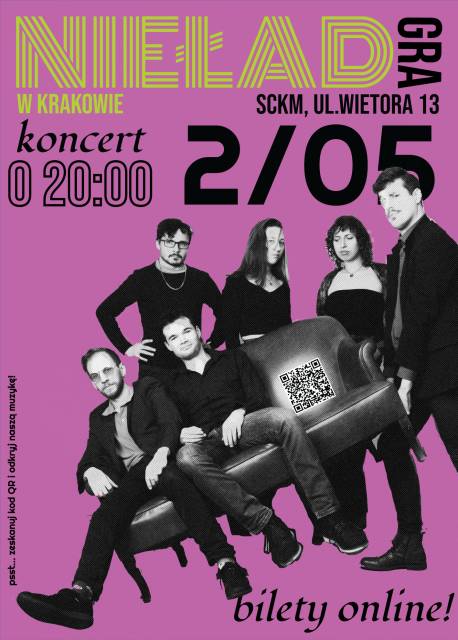 NIEŁAD
GRA
W KRAKOWIE
SCKM, UL.WIETORA 13
koncert
2/05
O 20:00
psst... zeskanuj kod QR i odkryj naszą muzykę!
bilety online!